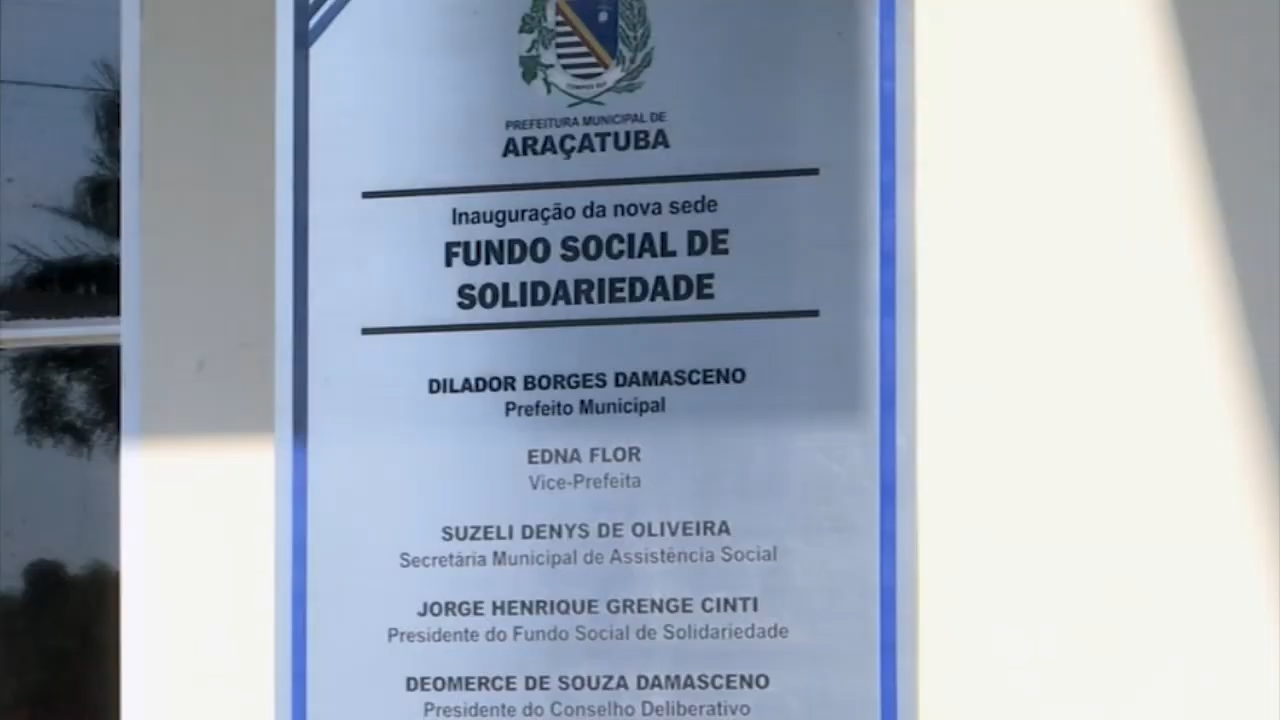 PREFEITURA MUNICIPAL DE
ARAÇATUBA
Inauguração da nova sede
FUNDO SOCIAL DE
SOLIDARIEDADE
DILADOR BORGES DAMASCENO
Prefeito Municipal
EDNA FLOR
Vice-Prefeita
SUZELI DENYS DE OLIVEIRA
Secretária Municipal de Assistência Social
JORGE HENRIQUE GRENGE CINTI
Presidente do Fundo Social de Solidariedade
DEOMERCE DE SOUZA DAMASCENO
Presidente do Conselho Deliberativo